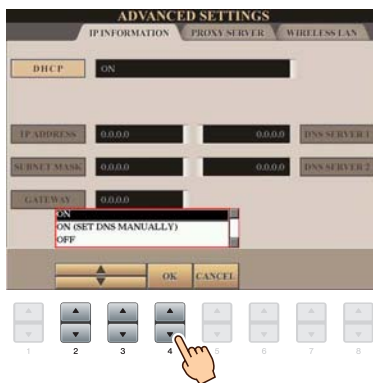 ADVANCED SETTINGS
IP INFORMATION PROXY SERVER WIRELESS LAN
DHCP ON
IP ADDRESS 0.0.0.0 0.0.0.0 DNS SERVER 1
SUBNET MASK 0.0.0.0 0.0.0.0 DNS SERVER 2
GATEWAY 0.0.0.0
ON
ON (SET DNS MANUALLY)
OFF
OK CANCEL
1 2 3 4 5 6 7 8